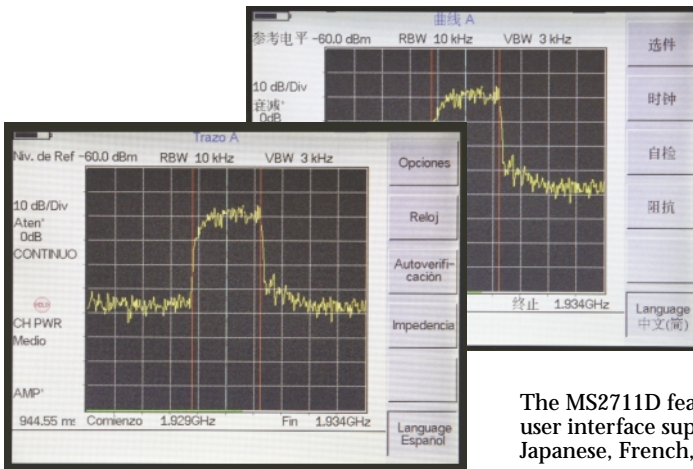 曲线 A
参考电平 -60.0 dBm RBW 10 kHz VBW 3 kHz
10 dB/Div
衰减*
0dB
选件
时钟
自检
阻抗
终止 1.934GHz
Language
中文(简)
Trazo A
Niv. de Ref -60.0 dBm RBW 10 kHz VBW 3 kHz
10 dB/Div
Aten*
0dB
CONTINUO
HOLD
CH PWR
Medio
AMP*
944.55 ms Comienzo 1.929GHz Fin 1.934GHz
Opciones
Reloj
Autoverifi-
cación
Impedencia
Language
Español
The MS2711D fea
user interface sup
Japanese, French,